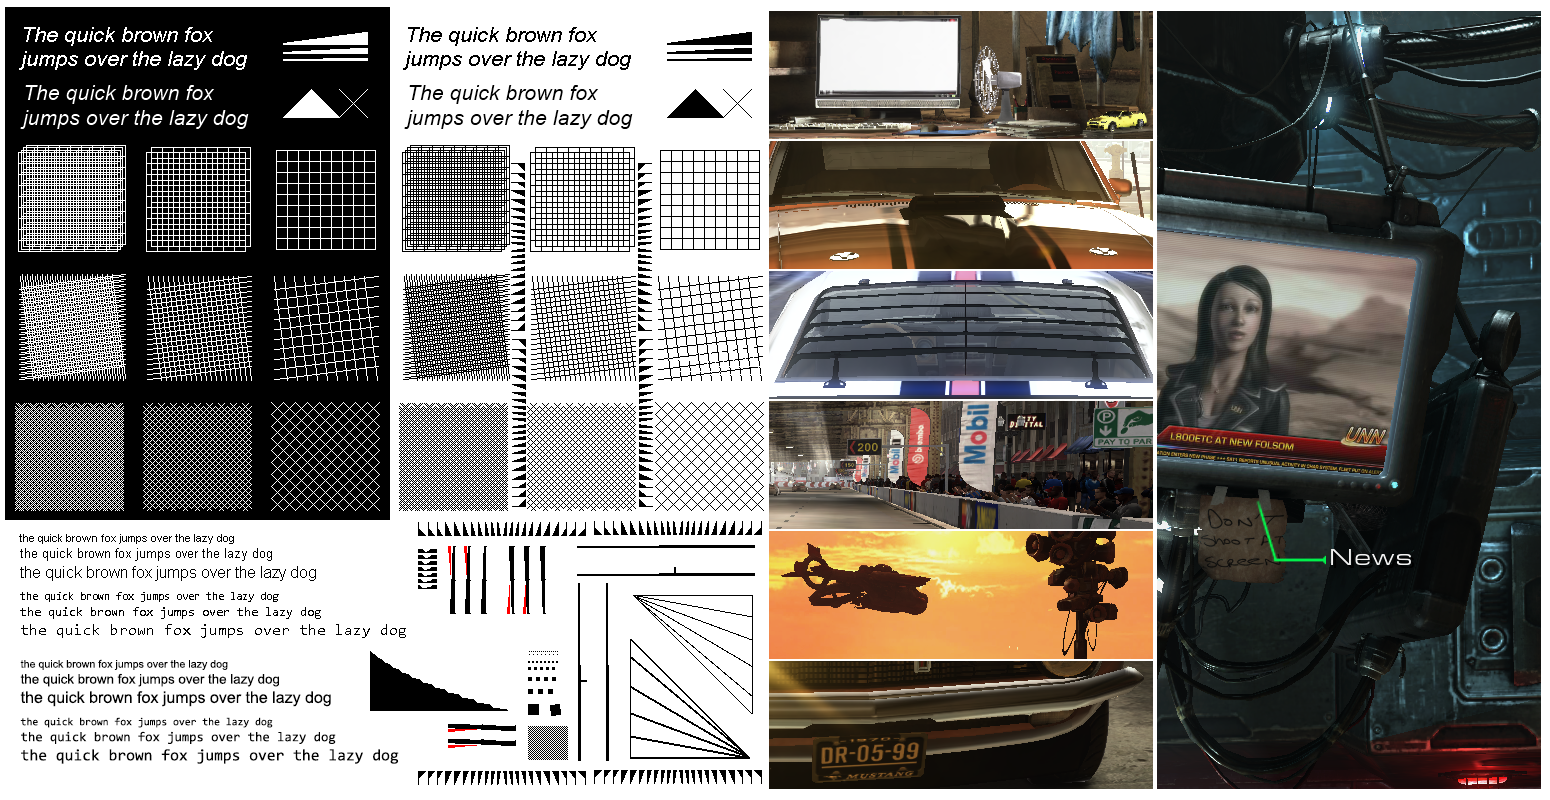 The quick brown fox
jumps over the lazy dog
The quick brown fox
jumps over the lazy dog
The quick brown fox
jumps over the lazy dog
The quick brown fox
jumps over the lazy dog
the quick brown fox jumps over the lazy dog
the quick brown fox jumps over the lazy dog
the quick brown fox jumps over the lazy dog
the quick brown fox jumps over the lazy dog
the quick brown fox jumps over the lazy dog
the quick brown fox jumps over the lazy dog
the quick brown fox jumps over the lazy dog
the quick brown fox jumps over the lazy dog
the quick brown fox jumps over the lazy dog
the quick brown fox jumps over the lazy dog
the quick brown fox jumps over the lazy dog
the quick brown fox jumps over the lazy dog
200
150
Mobil
brembo
Mobil
CITY
DIGITAL
P
PAY TO PAR
DR-05-99
MUSTANG
L800ETC AT NEW FOLSOM
UNN
DON'T
SHOOT AT
SCREEN
News